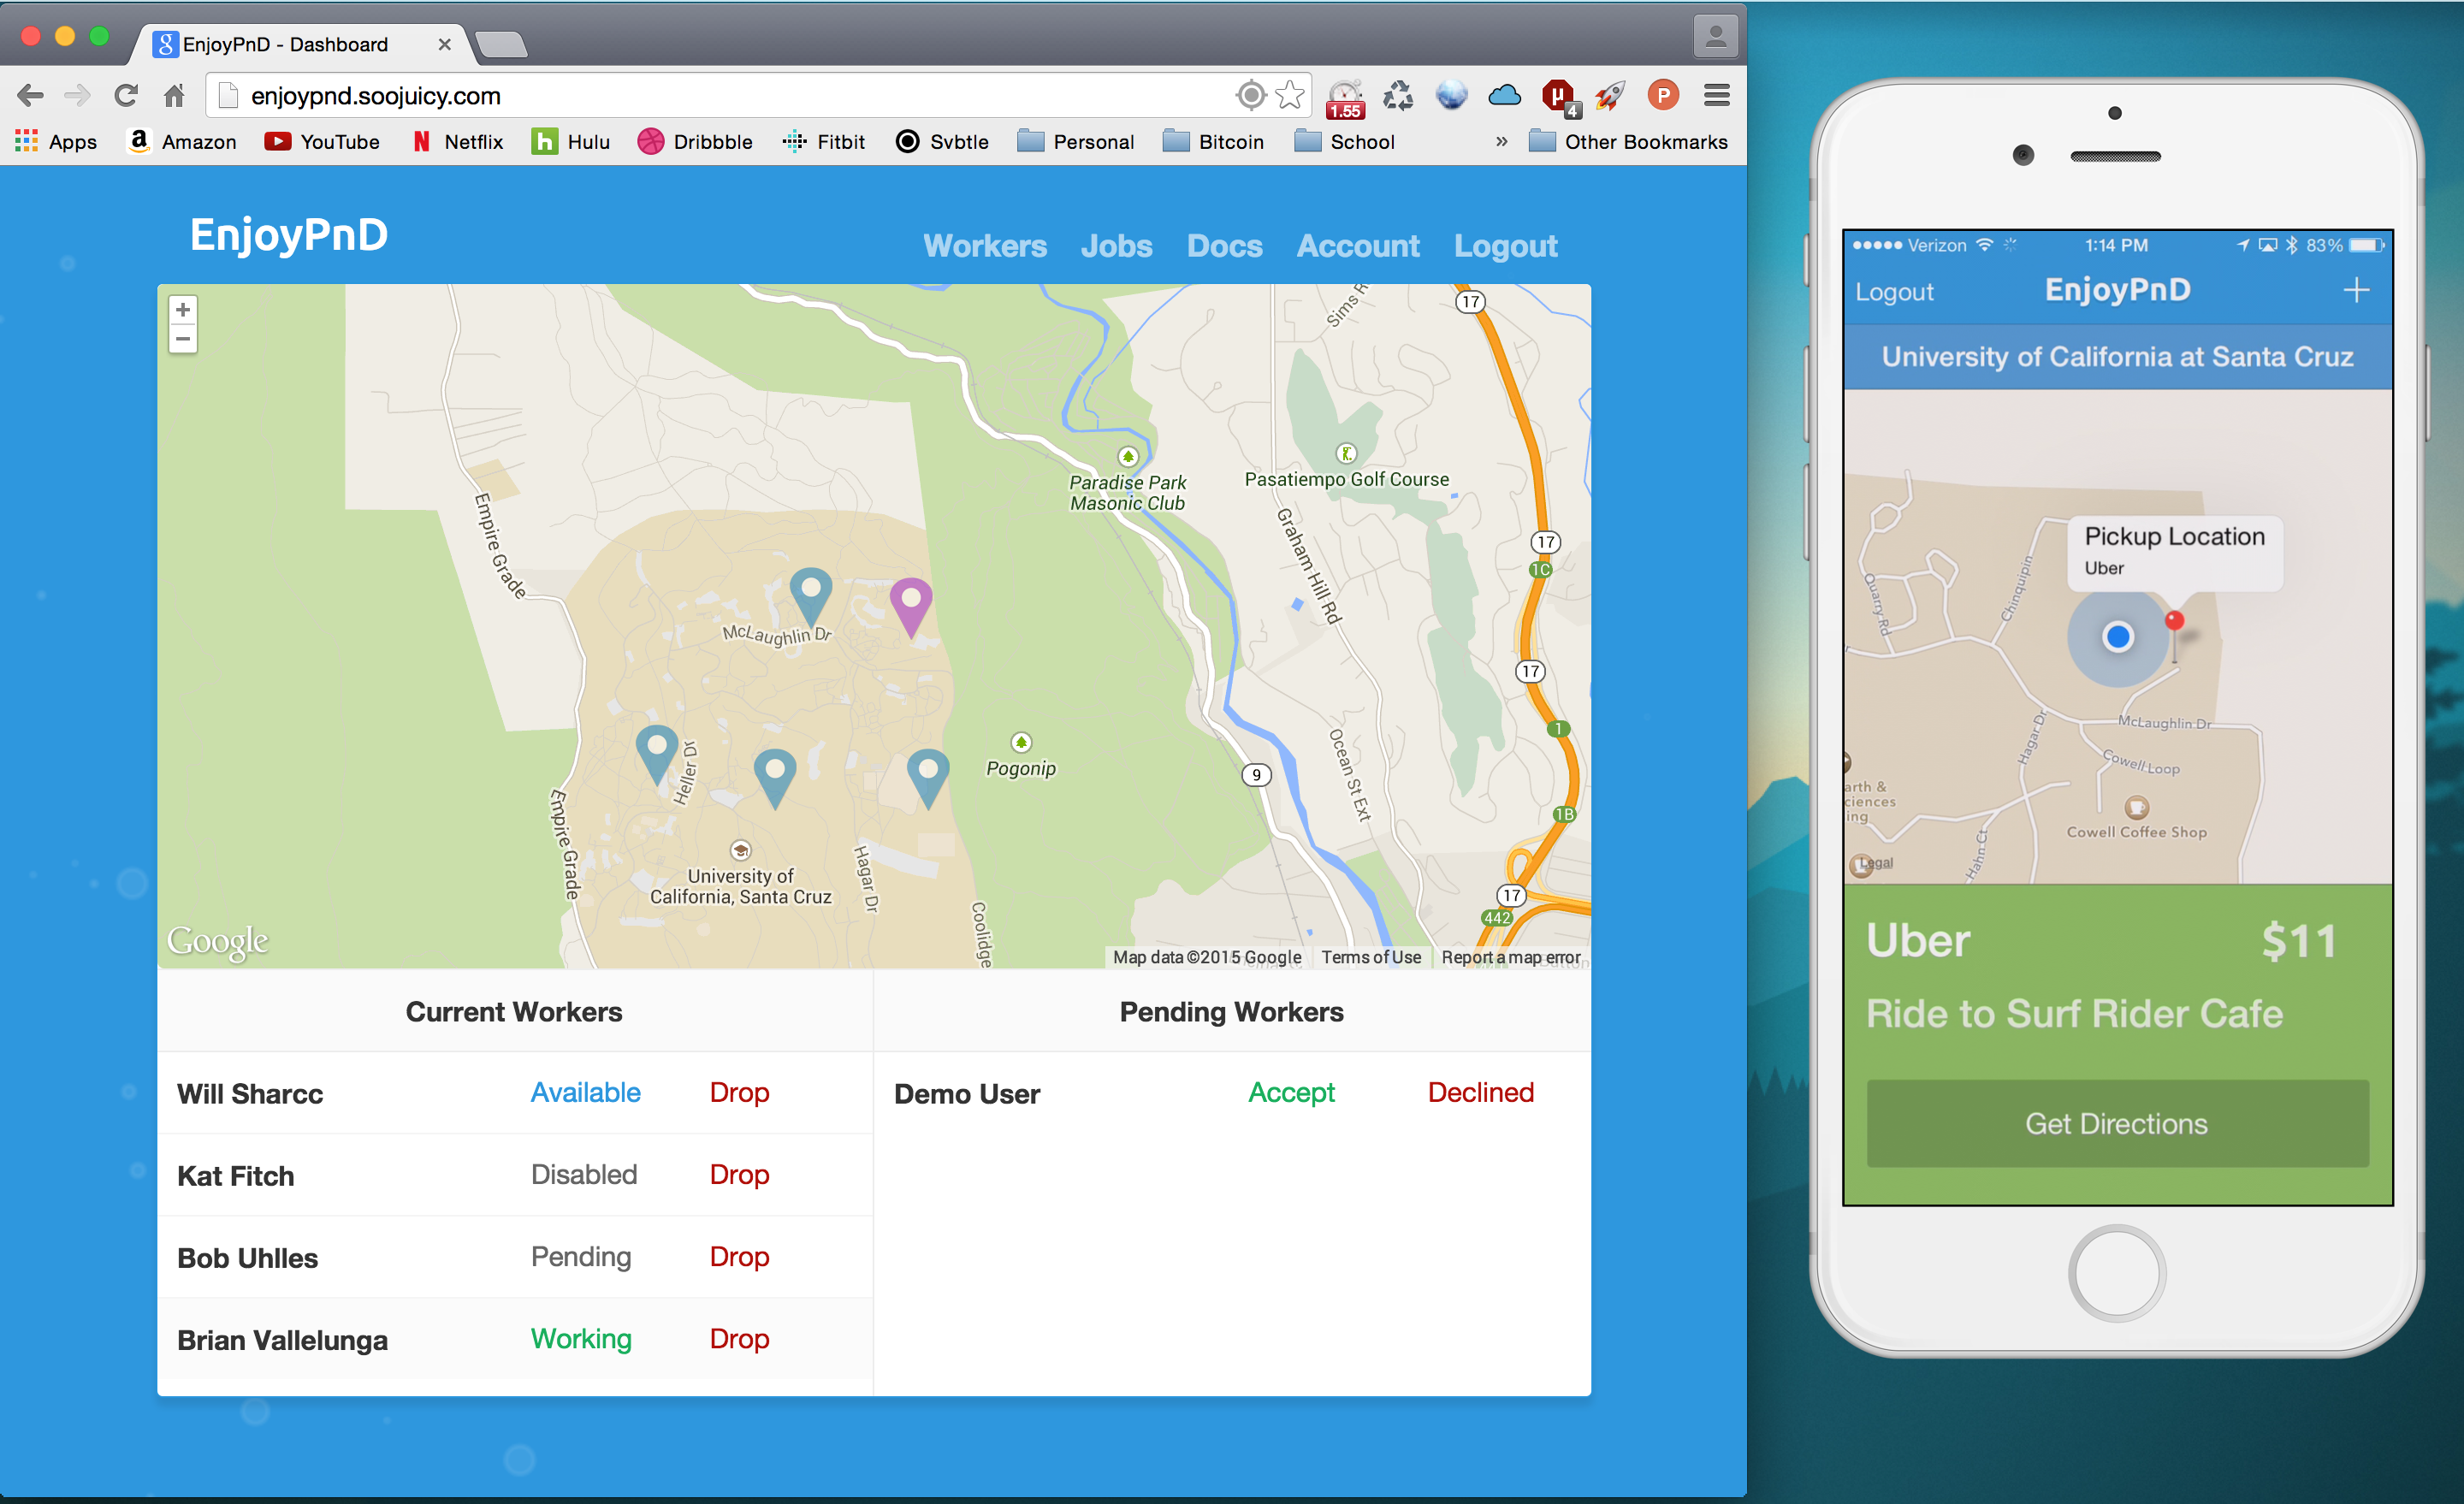 EnjoyPnD - Dashboard
enjoypnd.soojuicy.com
1.55
4
P
Apps
Amazon
YouTube
Netflix
Hulu
Dribbble
Fitbit
Svbtle
Personal
Bitcoin
School
»
Other Bookmarks
EnjoyPnD
Workers
Jobs
Docs
Account
Logout
+
−
17
Sims R
Paradise Park
Masonic Club
Pasatiempo Golf Course
Empire Grade
Graham Hill Rd
17
1C
McLaughlin Dr
17
1
Heller Dr
Pogonip
Ocean St Ext
9
Empire Grade
1B
University of
California, Santa Cruz
Hagar Dr
Coolidge
17
442
Google
Map data ©2015 Google
Terms of Use
Report a map error
Current Workers
Pending Workers
Will Sharcc
Available
Drop
Demo User
Accept
Declined
Kat Fitch
Disabled
Drop
Bob Uhlles
Pending
Drop
Brian Vallelunga
Working
Drop
Verizon
1:14 PM
83%
Logout
EnjoyPnD
+
University of California at Santa Cruz
Pickup Location
Uber
Chinquipin
Quarry Rd
McLaughlin Dr
Hagar Dr
Cowell Loop
arth &
ciences
ing
Cowell Coffee Shop
Hahn Ct
Legal
Uber
$11
Ride to Surf Rider Cafe
Get Directions